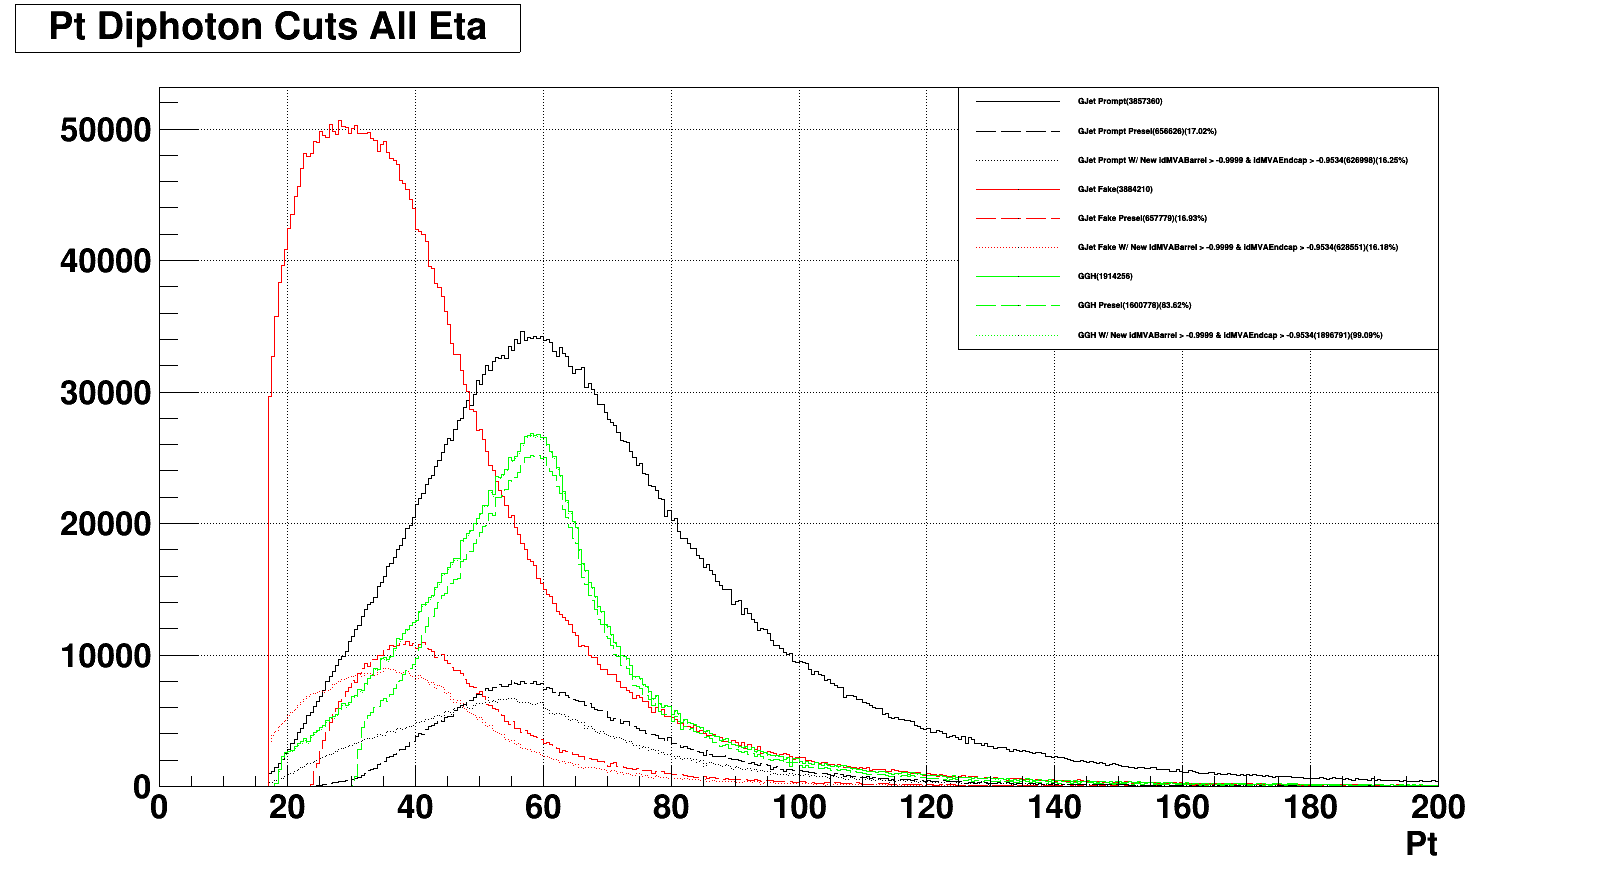 Pt Diphoton Cuts All Eta
GJet Prompt(3857360)
GJet Prompt Presel(656626)(17.02%)
GJet Prompt W/ New idMVABarrel > -0.9999 & idMVAEndcap > -0.9534(626998)(16.25%)
GJet Fake(3884210)
GJet Fake Presel(657779)(16.93%)
GJet Fake W/ New idMVABarrel > -0.9999 & idMVAEndcap > -0.9534(628551)(16.18%)
GGH(1914256)
GGH Presel(1600778)(83.62%)
GGH W/ New idMVABarrel > -0.9999 & idMVAEndcap > -0.9534(1896791)(99.09%)
50000
40000
30000
20000
10000
0
0 20 40 60 80 100 120 140 160 180 200
Pt